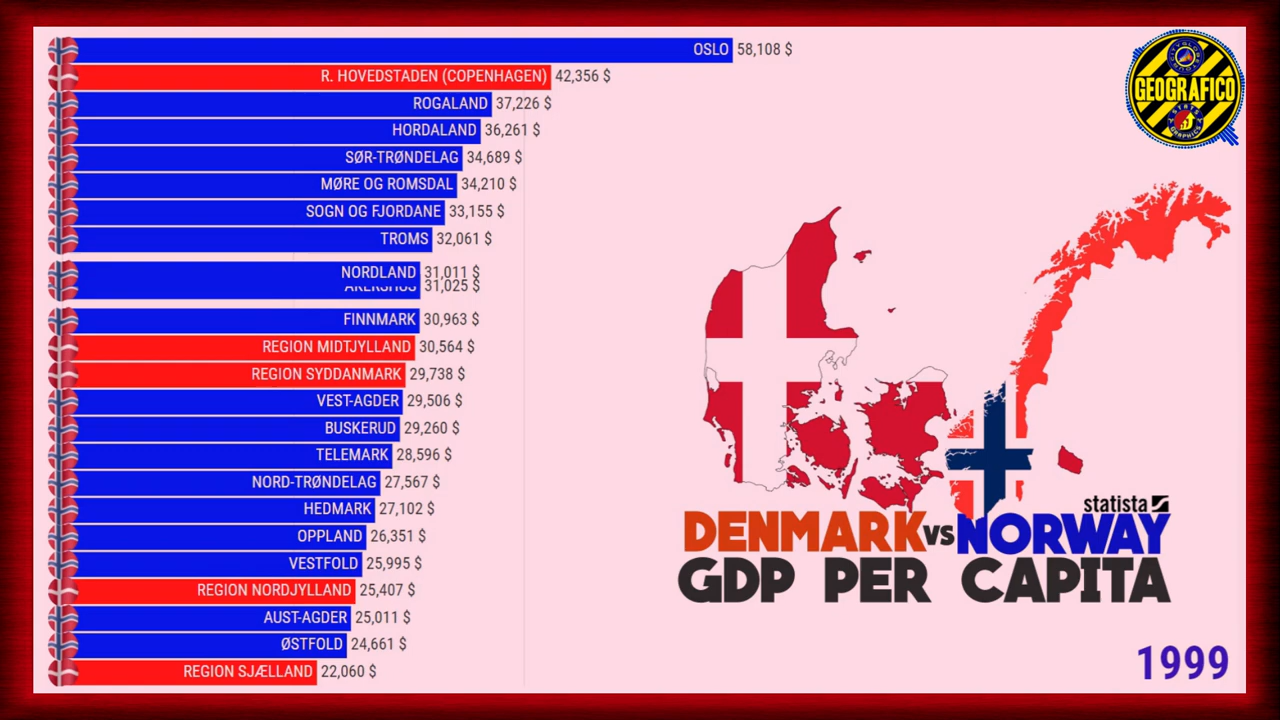 OSLO 58,108 $
R. HOVEDSTADEN (COPENHAGEN) 42,356 $
ROGALAND 37,226 $
HORDALAND 36,261 $
SØR-TRØNDELAG 34,689 $
MØRE OG ROMSDAL 34,210 $
SOGN OG FJORDANE 33,155 $
TROMS 32,061 $
NORDLAND 31,011 $
AKERSHUS 31,025 $
FINNMARK 30,963 $
REGION MIDTJYLLAND 30,564 $
REGION SYDDANMARK 29,738 $
VEST-AGDER 29,506 $
BUSKERUD 29,260 $
TELEMARK 28,596 $
NORD-TRØNDELAG 27,567 $
HEDMARK 27,102 $
OPPLAND 26,351 $
VESTFOLD 25,995 $
REGION NORDJYLLAND 25,407 $
AUST-AGDER 25,011 $
ØSTFOLD 24,661 $
REGION SJÆLLAND 22,060 $
GEOGRAFICO
STATS
GRAPHICS
statista
DENMARK VS NORWAY
GDP PER CAPITA
1999